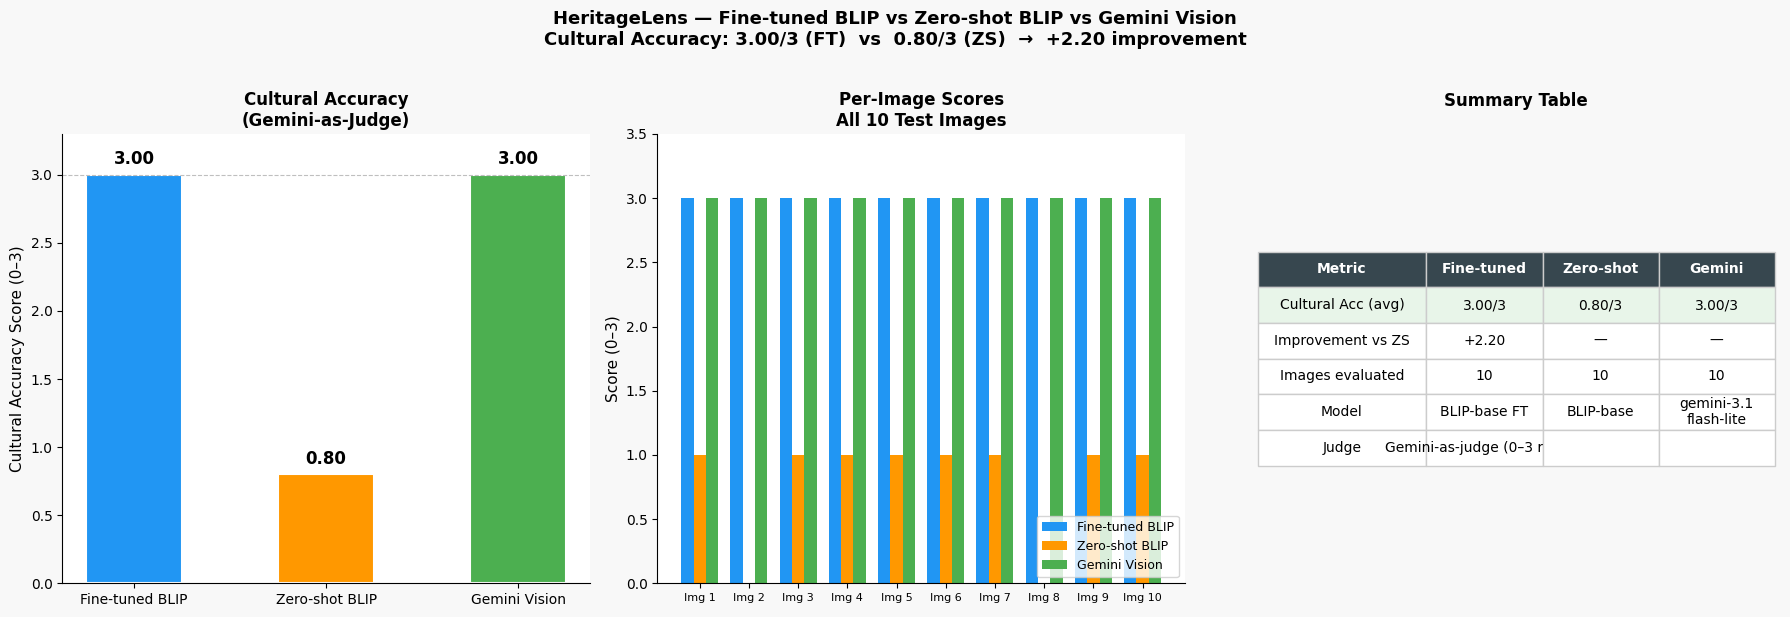 HeritageLens — Fine-tuned BLIP vs Zero-shot BLIP vs Gemini Vision
Cultural Accuracy: 3.00/3 (FT)  vs  0.80/3 (ZS)  →  +2.20 improvement
Cultural Accuracy
(Gemini-as-Judge)
Cultural Accuracy Score (0–3)
3.0
2.5
2.0
1.5
1.0
0.5
0.0
3.00
0.80
3.00
Fine-tuned BLIP
Zero-shot BLIP
Gemini Vision
Per-Image Scores
All 10 Test Images
Score (0–3)
3.5
3.0
2.5
2.0
1.5
1.0
0.5
0.0
Img 1
Img 2
Img 3
Img 4
Img 5
Img 6
Img 7
Img 8
Img 9
Img 10
Fine-tuned BLIP
Zero-shot BLIP
Gemini Vision
Summary Table
Metric Fine-tuned Zero-shot Gemini
Cultural Acc (avg) 3.00/3 0.80/3 3.00/3
Improvement vs ZS +2.20 — —
Images evaluated 10 10 10
Model BLIP-base FT BLIP-base gemini-3.1
flash-lite
Judge Gemini-as-judge (0–3 r